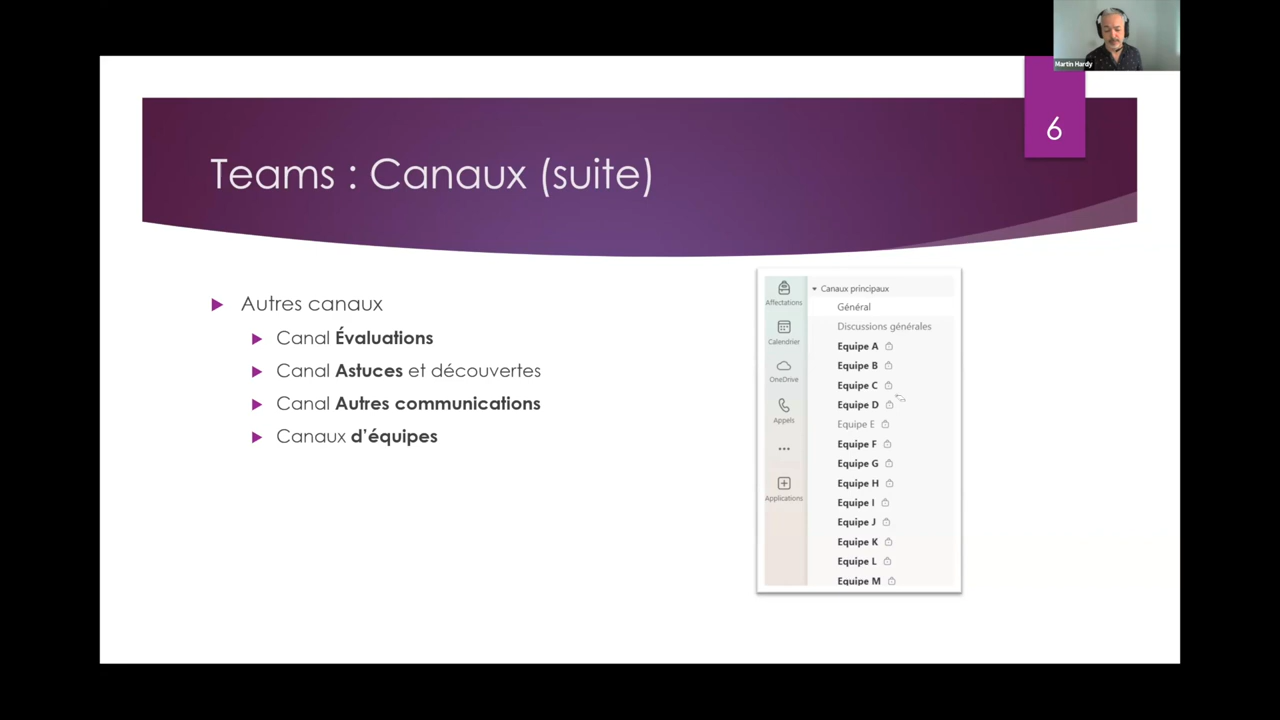 Martin Hardy
6
Teams : Canaux (suite)
Autres canaux
Canal Évaluations
Canal Astuces et découvertes
Canal Autres communications
Canaux d'équipes
Affectations
Calendrier
OneDrive
Appels
Applications
Canaux principaux
Général
Discussions générales
Equipe A
Equipe B
Equipe C
Equipe D
Equipe E
Equipe F
Equipe G
Equipe H
Equipe I
Equipe J
Equipe K
Equipe L
Equipe M